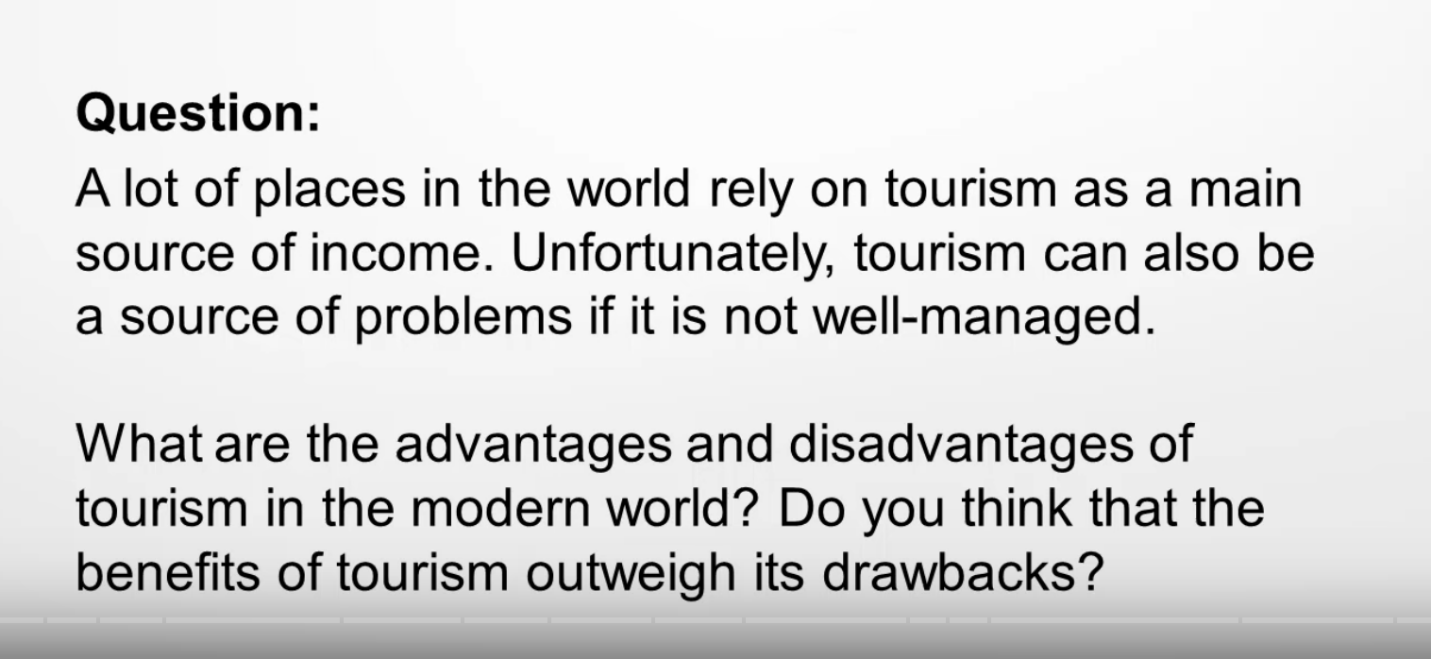 Question:
A lot of places in the world rely on tourism as a main
source of income. Unfortunately, tourism can also be
a source of problems if it is not well-managed.
What are the advantages and disadvantages of
tourism in the modern world? Do you think that the
benefits of tourism outweigh its drawbacks?